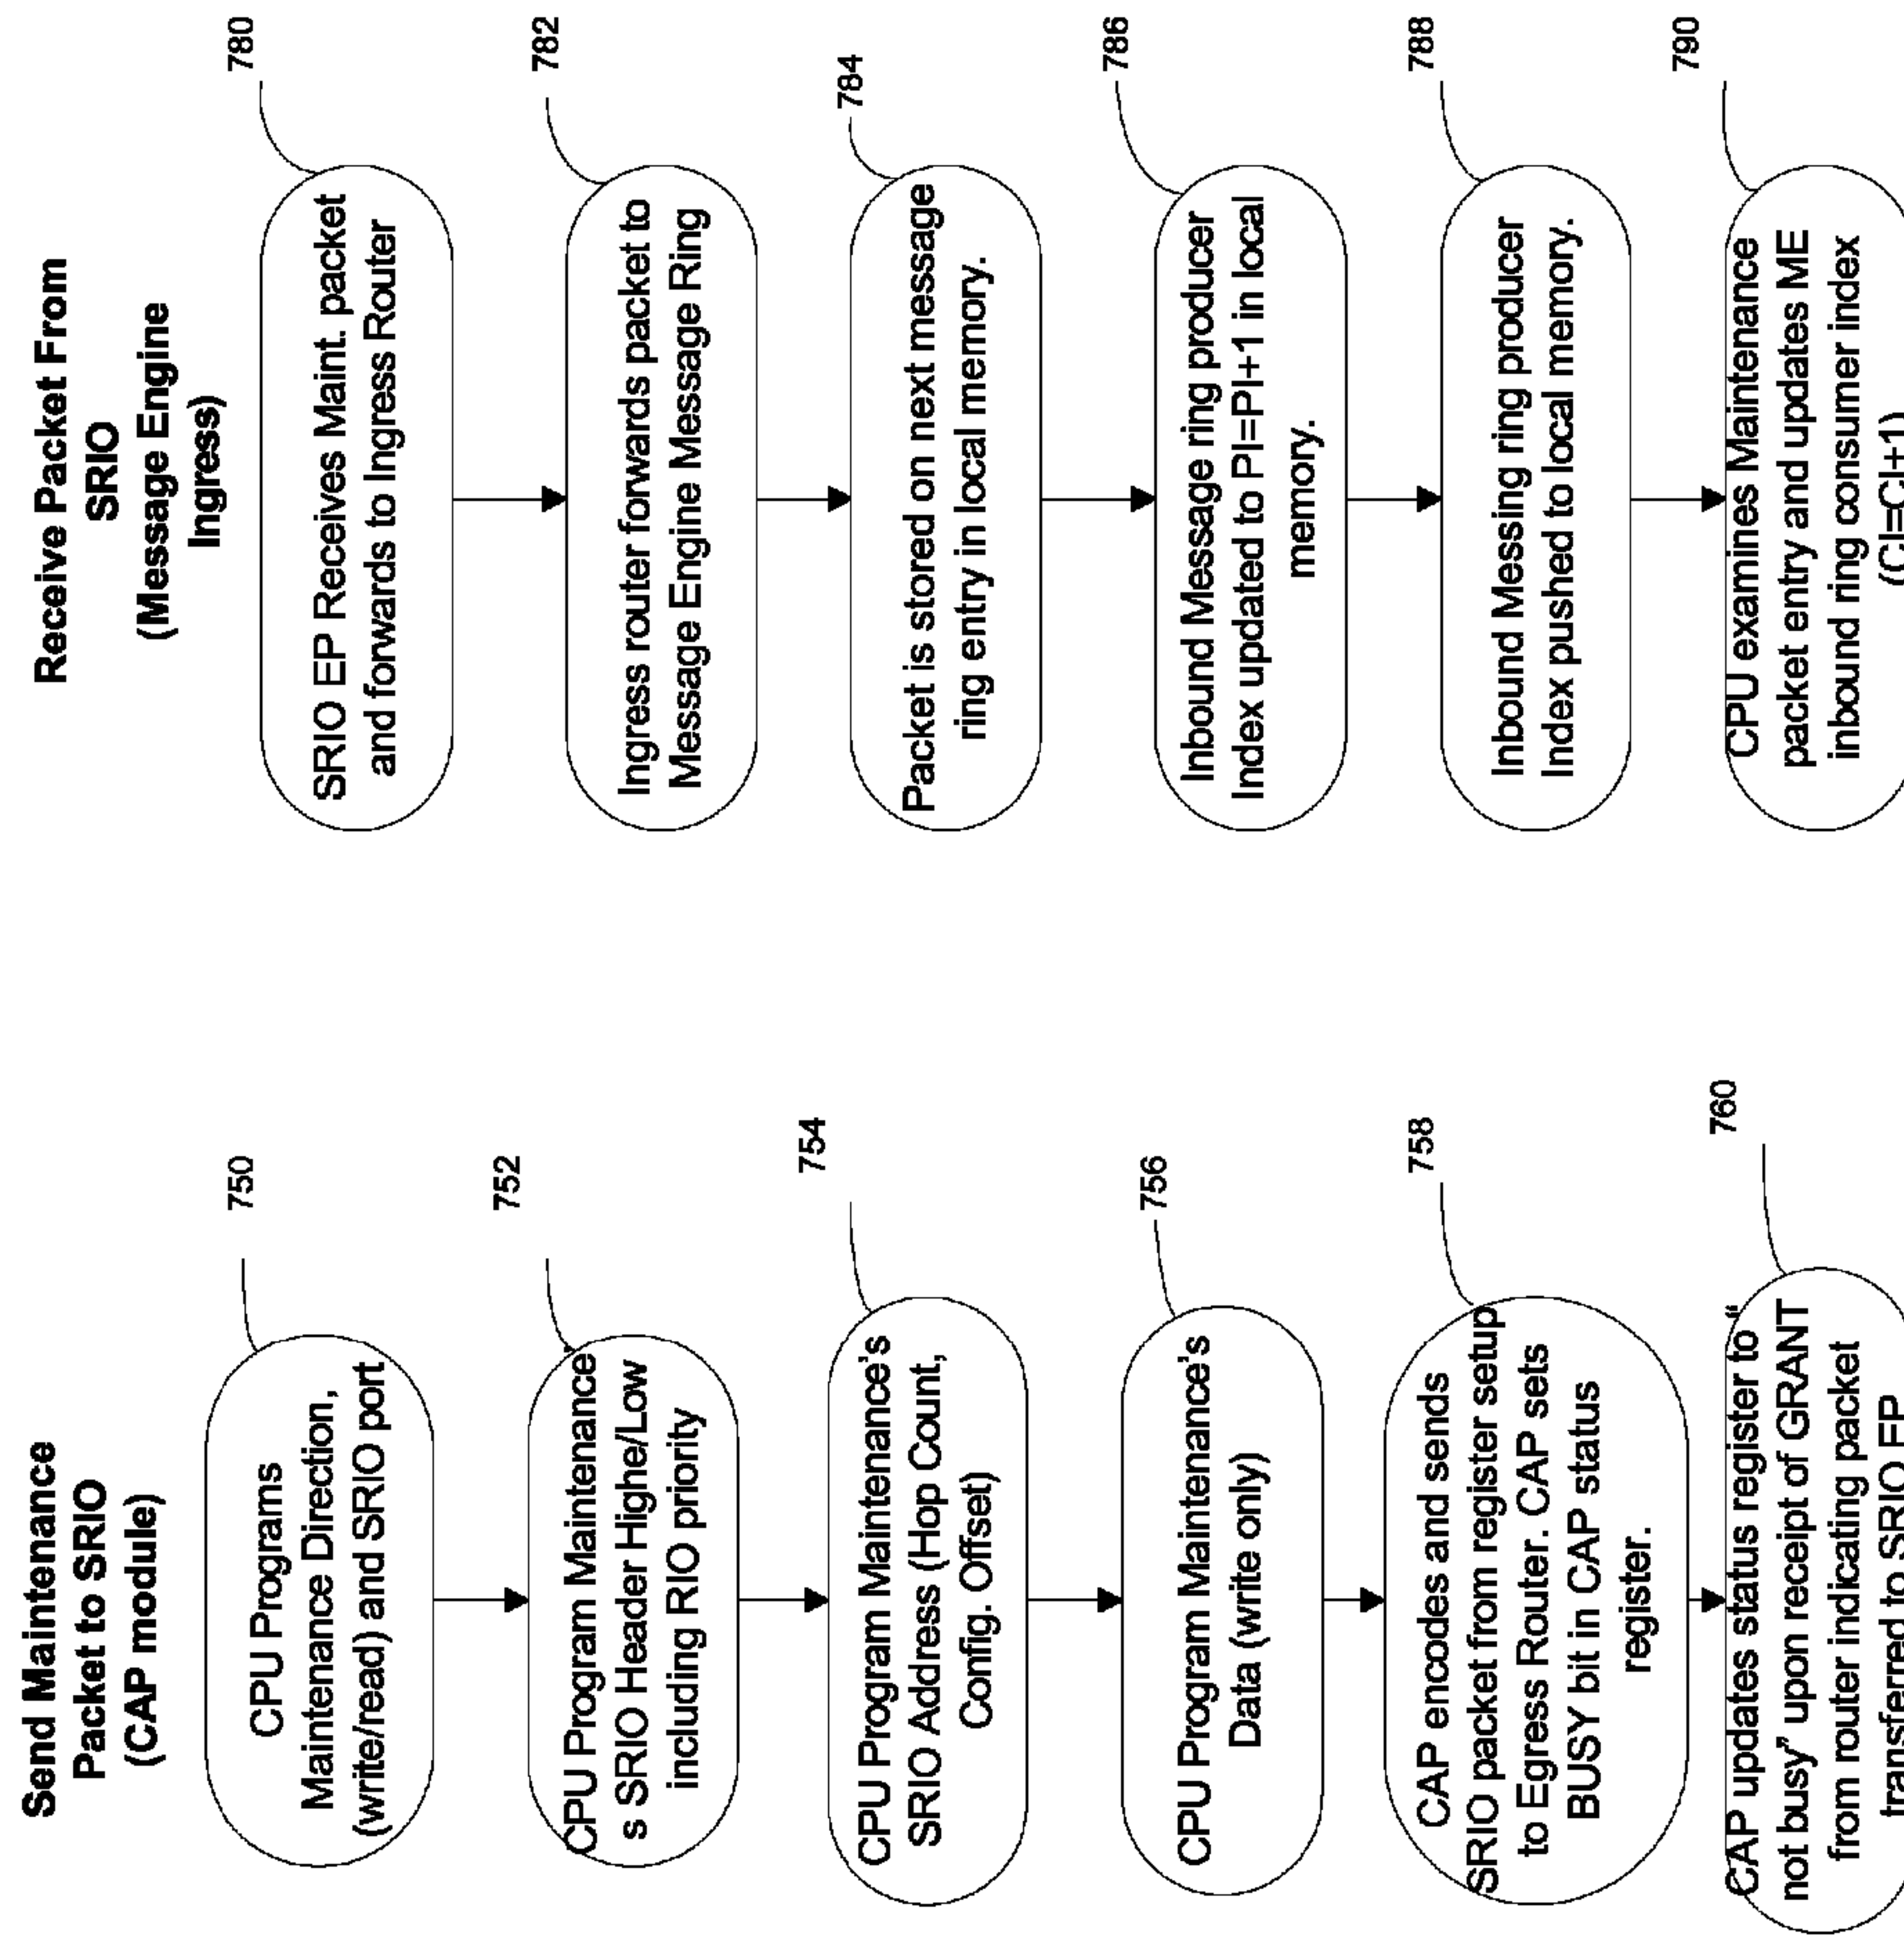 Send Maintenance
Packet to SRIO
(CAP module)
750
CPU Programs
Maintenance Direction,
(write/read) and SRIO port
752
CPU Program Maintenance
s SRIO Header Highe/Low
including RIO priority
754
CPU Program Maintenance's
SRIO Address (Hop Count,
Config. Offset)
756
CPU Program Maintenance's
Data (write only)
758
CAP encodes and sends
SRIO packet from register setup
to Egress Router. CAP sets
BUSY bit in CAP status
register.
760
CAP updates status register to “
not busy” upon receipt of GRANT
from router indicating packet
transferred to SRIO EP
Receive Packet From
SRIO
(Message Engine
Ingress)
780
SRIO EP Receives Maint. packet
and forwards to Ingress Router
782
Ingress router forwards packet to
Message Engine Message Ring
784
Packet is stored on next message
ring entry in local memory.
786
Inbound Message ring producer
Index updated to PI=PI+1 in local
memory.
788
Inbound Messing ring producer
Index pushed to local memory.
790
CPU examines Maintenance
packet entry and updates ME
inbound ring consumer index
(CI=CI+1)